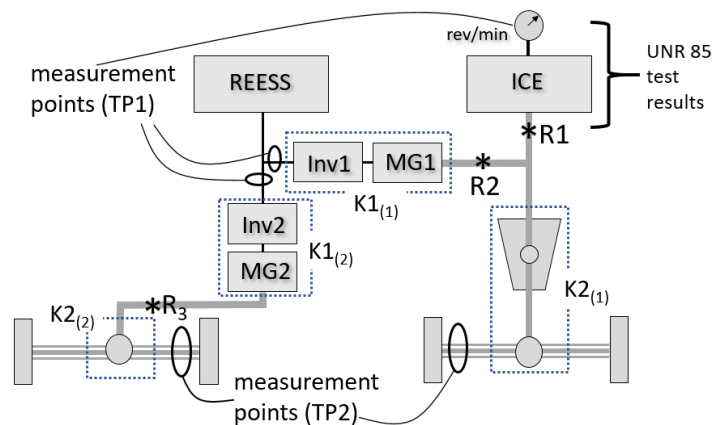 rev/min
UNR 85
test
results
measurement
points (TP1)
REESS
ICE
*R1
Inv1
MG1
*
R2
K1(1)
Inv2
MG2
K1(2)
K2(1)
*R3
K2(2)
measurement
points (TP2)